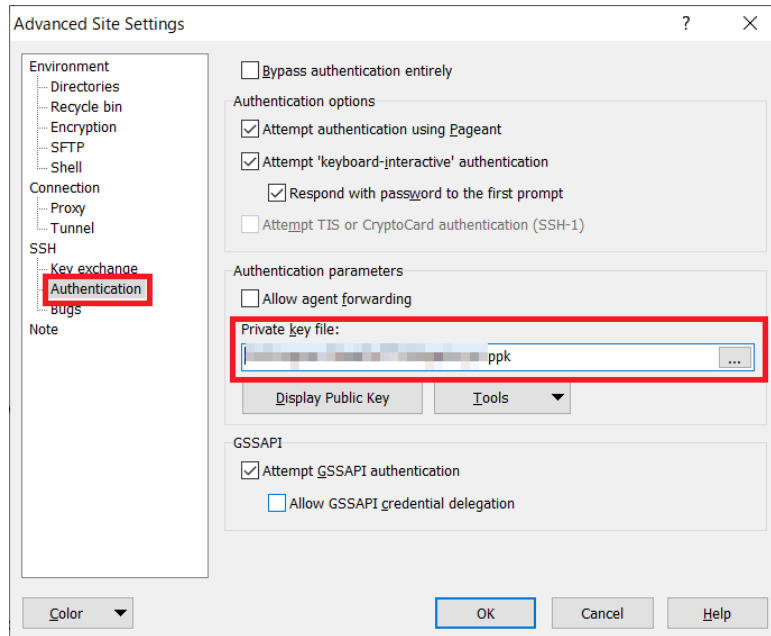 Advanced Site Settings
Environment
Directories
Recycle bin
Encryption
SFTP
Shell
Connection
Proxy
Tunnel
SSH
Key exchange
Authentication
Bugs
Note
Bypass authentication entirely
Authentication options
Attempt authentication using Pageant
Attempt 'keyboard-interactive' authentication
Respond with password to the first prompt
Attempt TIS or CryptoCard authentication (SSH-1)
Authentication parameters
Allow agent forwarding
Private key file:
ppk
...
Display Public Key
Tools
GSSAPI
Attempt GSSAPI authentication
Allow GSSAPI credential delegation
Color
OK
Cancel
Help